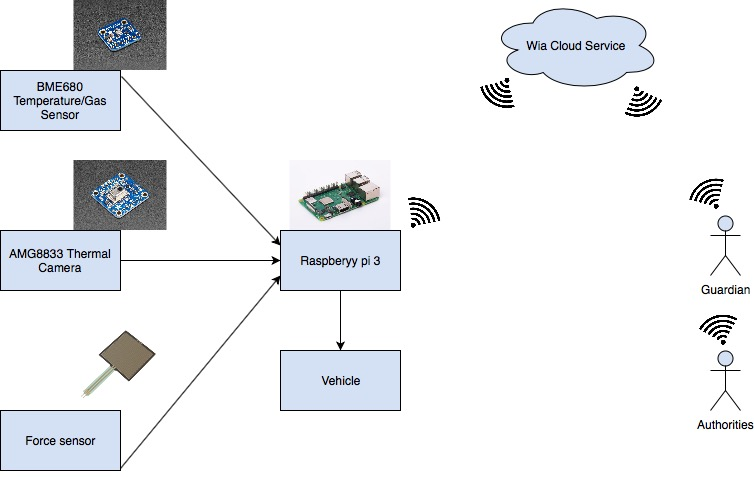 Wia Cloud Service
BME680
Temperature/Gas
Sensor
AMG8833 Thermal
Camera
Raspberyy pi 3
Guardian
Vehicle
Force sensor
Authorities